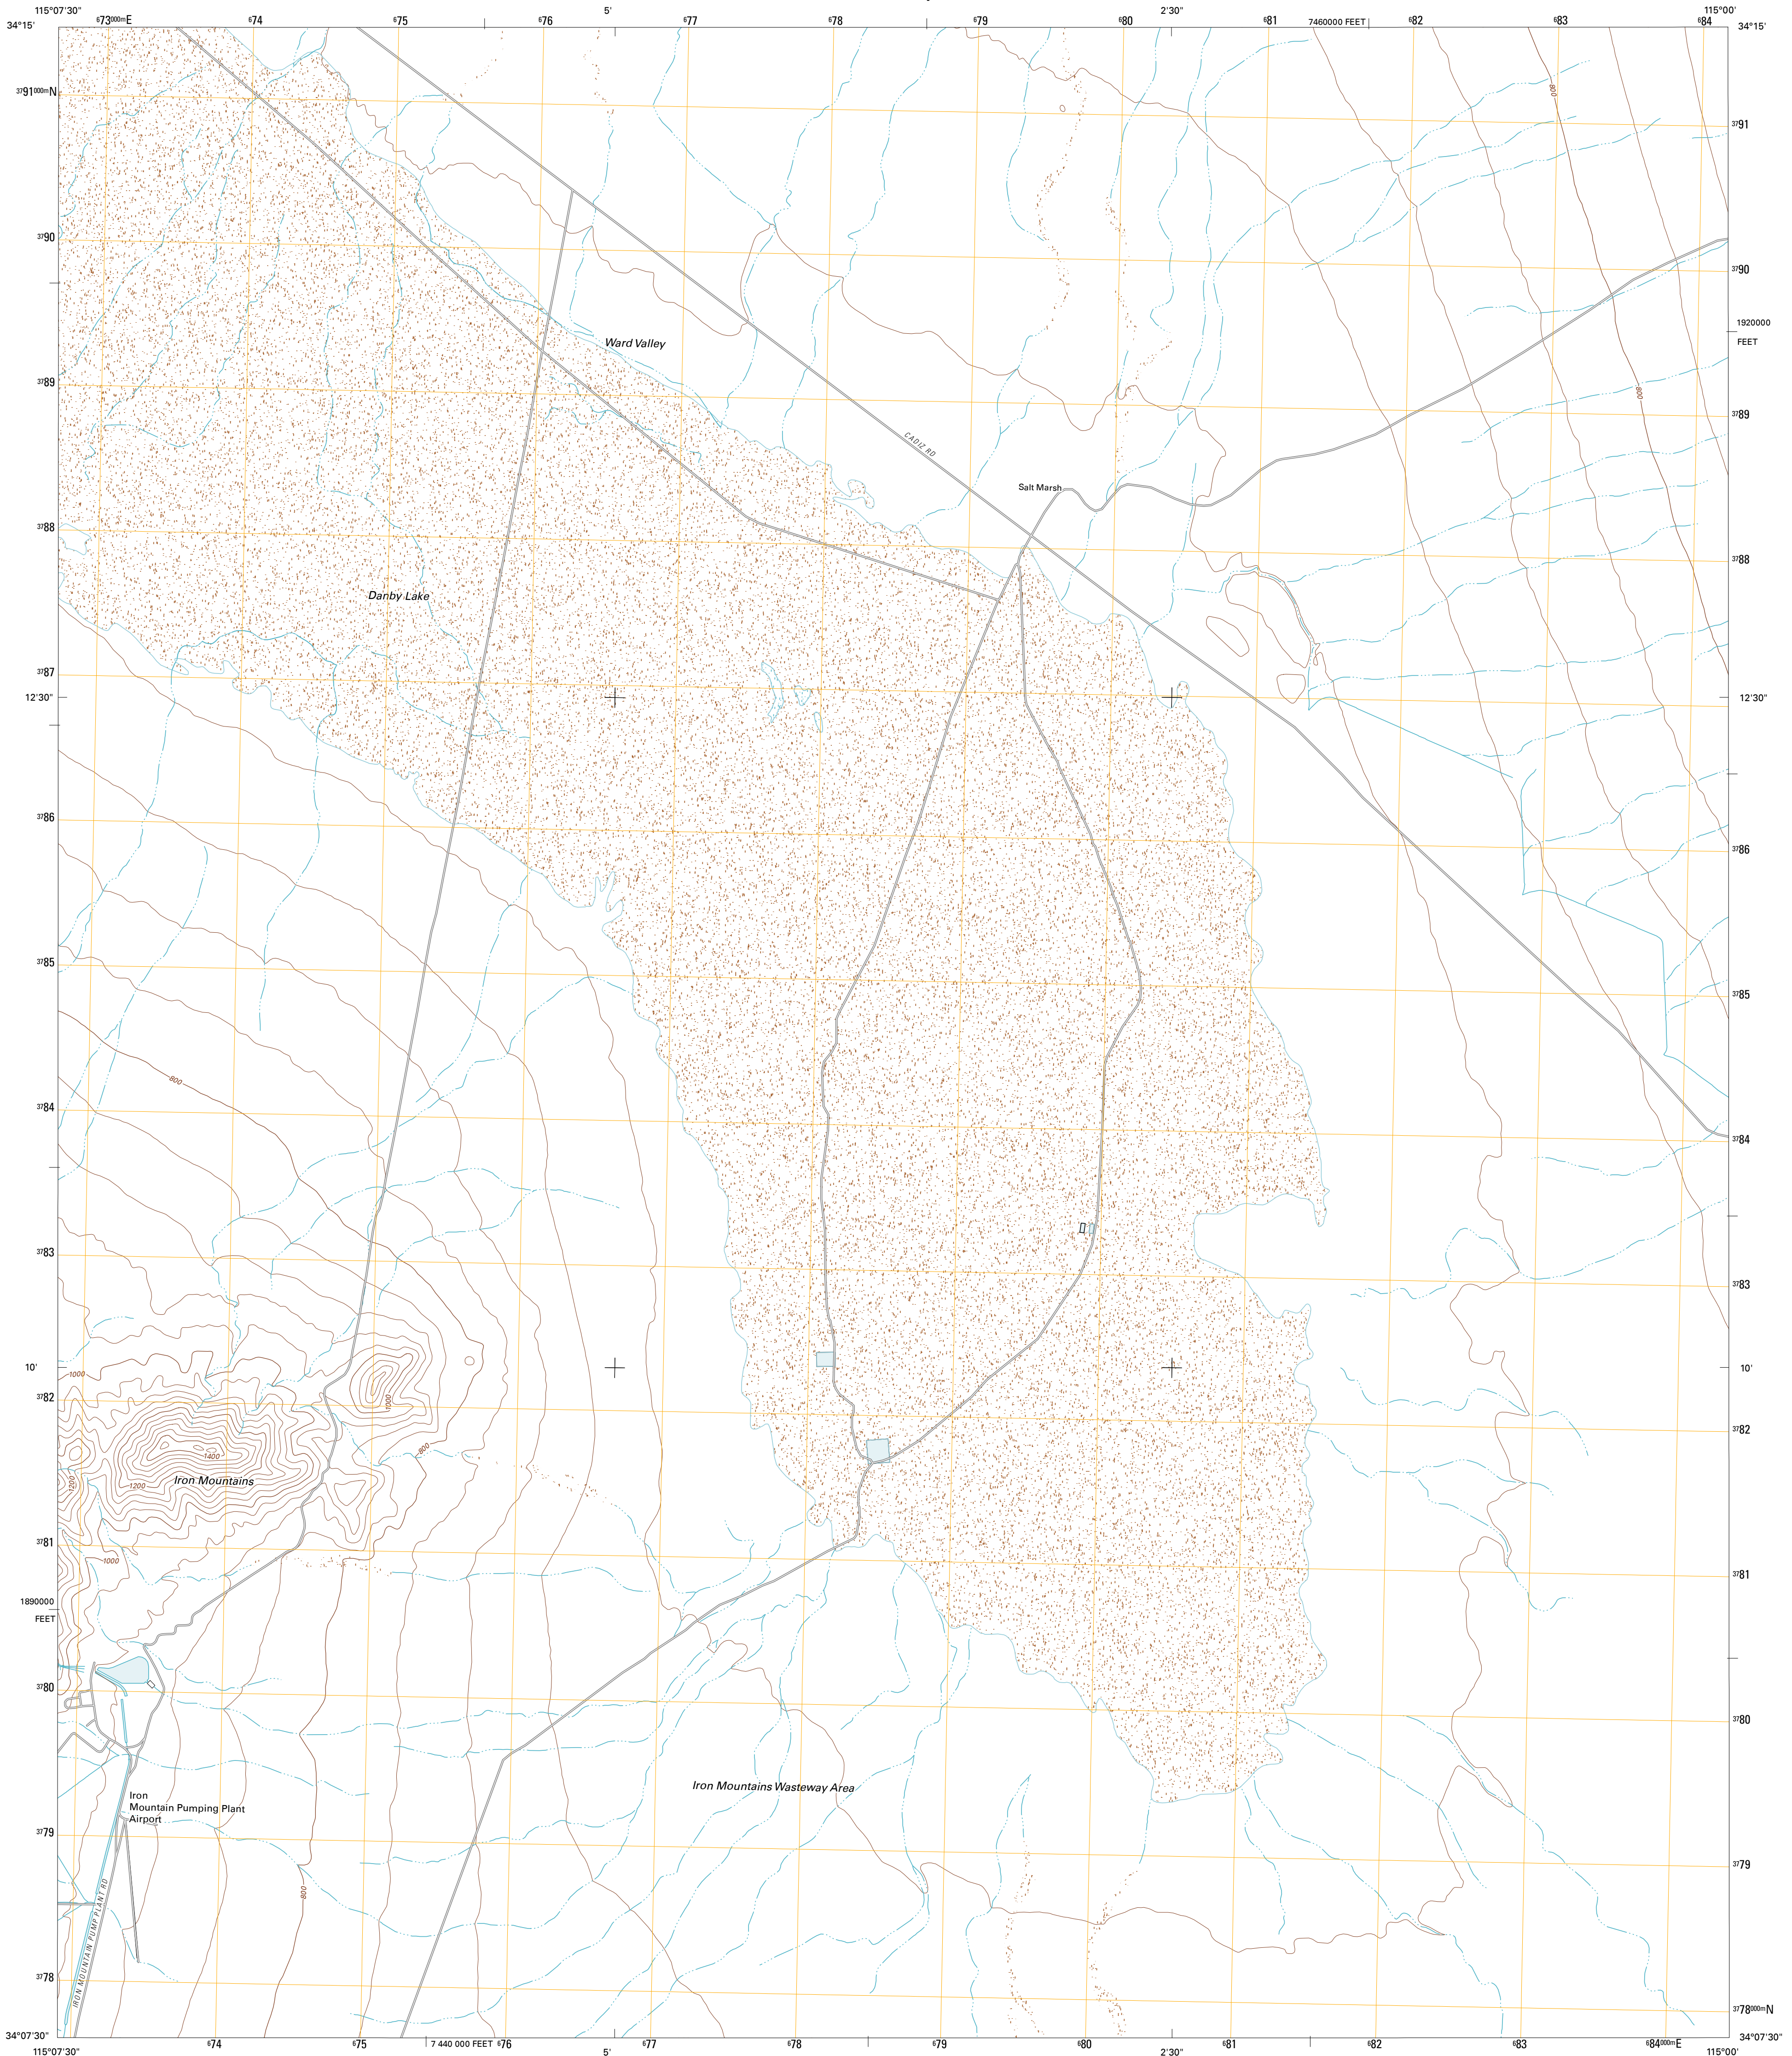 115°07'30" 5' 2'30" 115°00'
673000mE 674 675 676 677 678 679 680 681 7460000 FEET 682 683 684
34°15' 34°15'
3791000mN
3791
800
3790
3790
1920000
FEET
Ward Valley
3789
3789
800
CADIZ RD
Salt Marsh
3788
3788
Danby Lake
3787
12'30" 12'30"
3787
3786
3786
3785
3785
800
3784
3784
3783
3783
10' 10'
1000
3782
1000
3782
800
1400
Iron Mountains
1200
1200
3781
1000
3781
1890000
FEET
3780
3780
Iron Mountains Wasteway Area
Iron
Mountain Pumping Plant
Airport
3779
3779
800
IRON MOUNTAIN PUMP PLANT RD
3778
3778000mN
34°07'30" 34°07'30"
674 675 7 440 000 FEET 676 677 678 679 680 681 682 683 684000mE
115°07'30" 5' 2'30" 115°00'